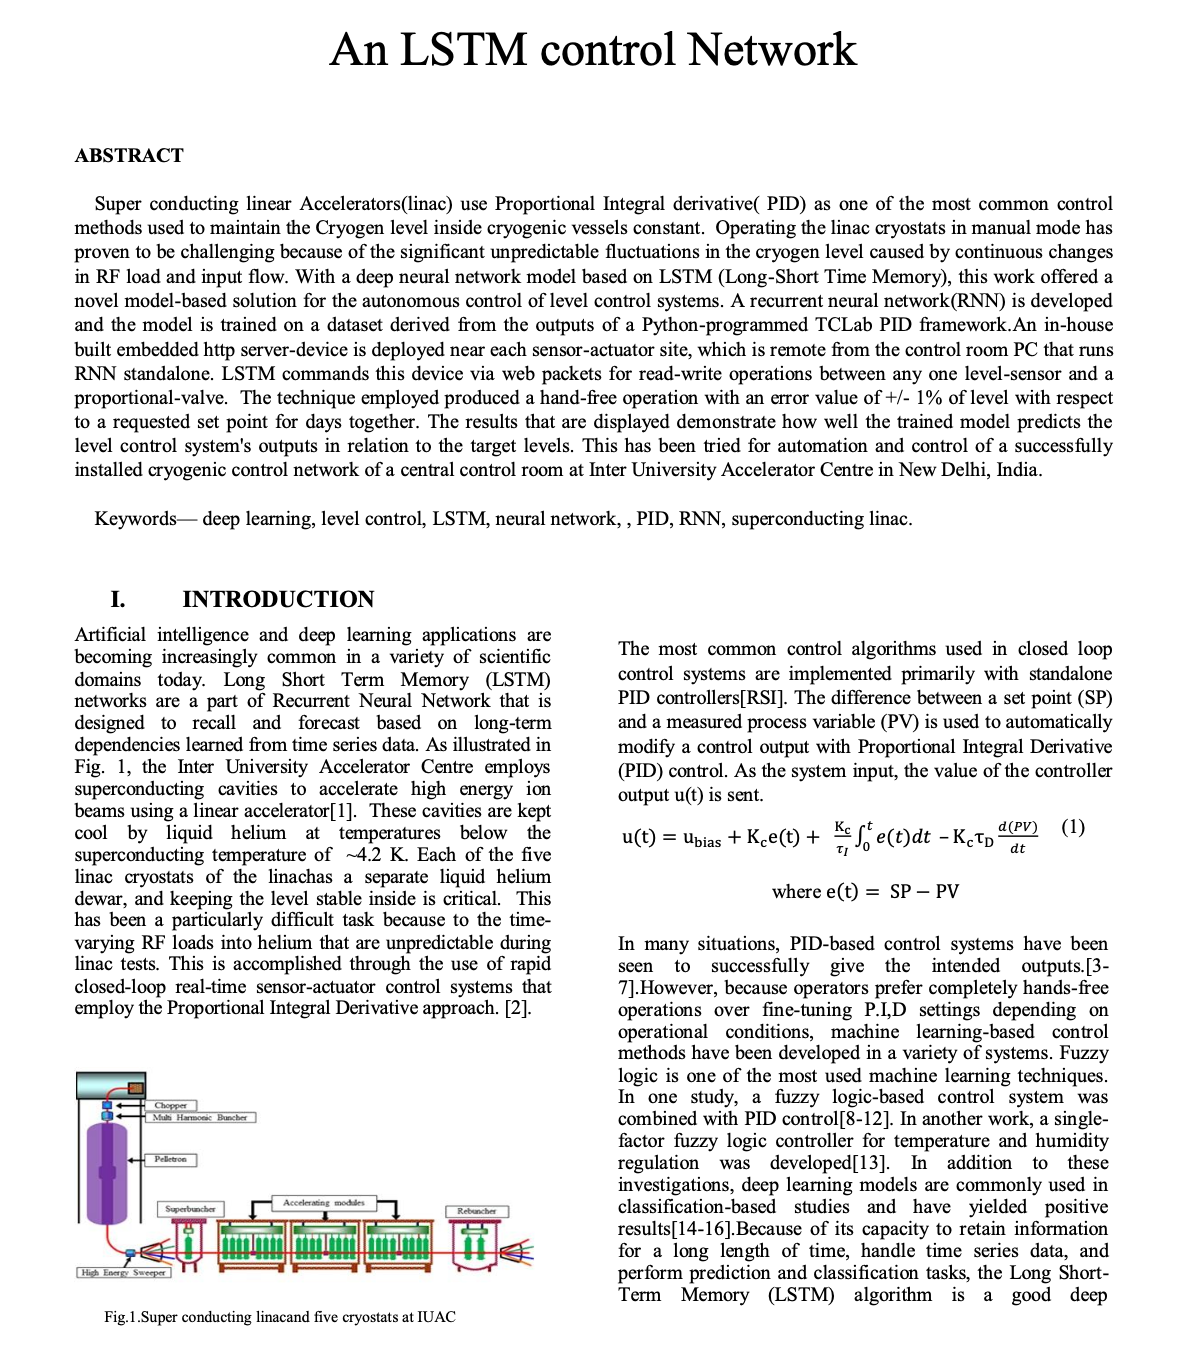 An LSTM control Network
ABSTRACT
Super conducting linear Accelerators(linac) use Proportional Integral derivative( PID) as one of the most common control
methods used to maintain the Cryogen level inside cryogenic vessels constant. Operating the linac cryostats in manual mode has
proven to be challenging because of the significant unpredictable fluctuations in the cryogen level caused by continuous changes
in RF load and input flow. With a deep neural network model based on LSTM (Long-Short Time Memory), this work offered a
novel model-based solution for the autonomous control of level control systems. A recurrent neural network(RNN) is developed
and the model is trained on a dataset derived from the outputs of a Python-programmed TCLab PID framework.An in-house
built embedded http server-device is deployed near each sensor-actuator site, which is remote from the control room PC that runs
RNN standalone. LSTM commands this device via web packets for read-write operations between any one level-sensor and a
proportional-valve. The technique employed produced a hand-free operation with an error value of +/- 1% of level with respect
to a requested set point for days together. The results that are displayed demonstrate how well the trained model predicts the
level control system's outputs in relation to the target levels. This has been tried for automation and control of a successfully
installed cryogenic control network of a central control room at Inter University Accelerator Centre in New Delhi, India.
Keywords— deep learning, level control, LSTM, neural network, , PID, RNN, superconducting linac.
I. INTRODUCTION
Artificial intelligence and deep learning applications are
becoming increasingly common in a variety of scientific
domains today. Long Short Term Memory (LSTM)
networks are a part of Recurrent Neural Network that is
designed to recall and forecast based on long-term
dependencies learned from time series data. As illustrated in
Fig. 1, the Inter University Accelerator Centre employs
superconducting cavities to accelerate high energy ion
beams using a linear accelerator[1]. These cavities are kept
cool by liquid helium at temperatures below the
superconducting temperature of ~4.2 K. Each of the five
linac cryostats of the linachas a separate liquid helium
dewar, and keeping the level stable inside is critical. This
has been a particularly difficult task because to the time-
varying RF loads into helium that are unpredictable during
linac tests. This is accomplished through the use of rapid
closed-loop real-time sensor-actuator control systems that
employ the Proportional Integral Derivative approach. [2].
Chopper
Multi Harmonic Buncher
Pelletron
Superbuncher
Accelerating modules
Rebuncher
High Energy Sweeper
Fig.1.Super conducting linacand five cryostats at IUAC
The most common control algorithms used in closed loop
control systems are implemented primarily with standalone
PID controllers[RSI]. The difference between a set point (SP)
and a measured process variable (PV) is used to automatically
modify a control output with Proportional Integral Derivative
(PID) control. As the system input, the value of the controller
output u(t) is sent.
u(t) = u_bias + K_c e(t) + K_c/τ_I ∫_0^t e(t)dt − K_c τ_D d(PV)/dt (1)
where e(t) = SP − PV
In many situations, PID-based control systems have been
seen to successfully give the intended outputs.[3-
7].However, because operators prefer completely hands-free
operations over fine-tuning P.I,D settings depending on
operational conditions, machine learning-based control
methods have been developed in a variety of systems. Fuzzy
logic is one of the most used machine learning techniques.
In one study, a fuzzy logic-based control system was
combined with PID control[8-12]. In another work, a single-
factor fuzzy logic controller for temperature and humidity
regulation was developed[13]. In addition to these
investigations, deep learning models are commonly used in
classification-based studies and have yielded positive
results[14-16].Because of its capacity to retain information
for a long length of time, handle time series data, and
perform prediction and classification tasks, the Long Short-
Term Memory (LSTM) algorithm is a good deep